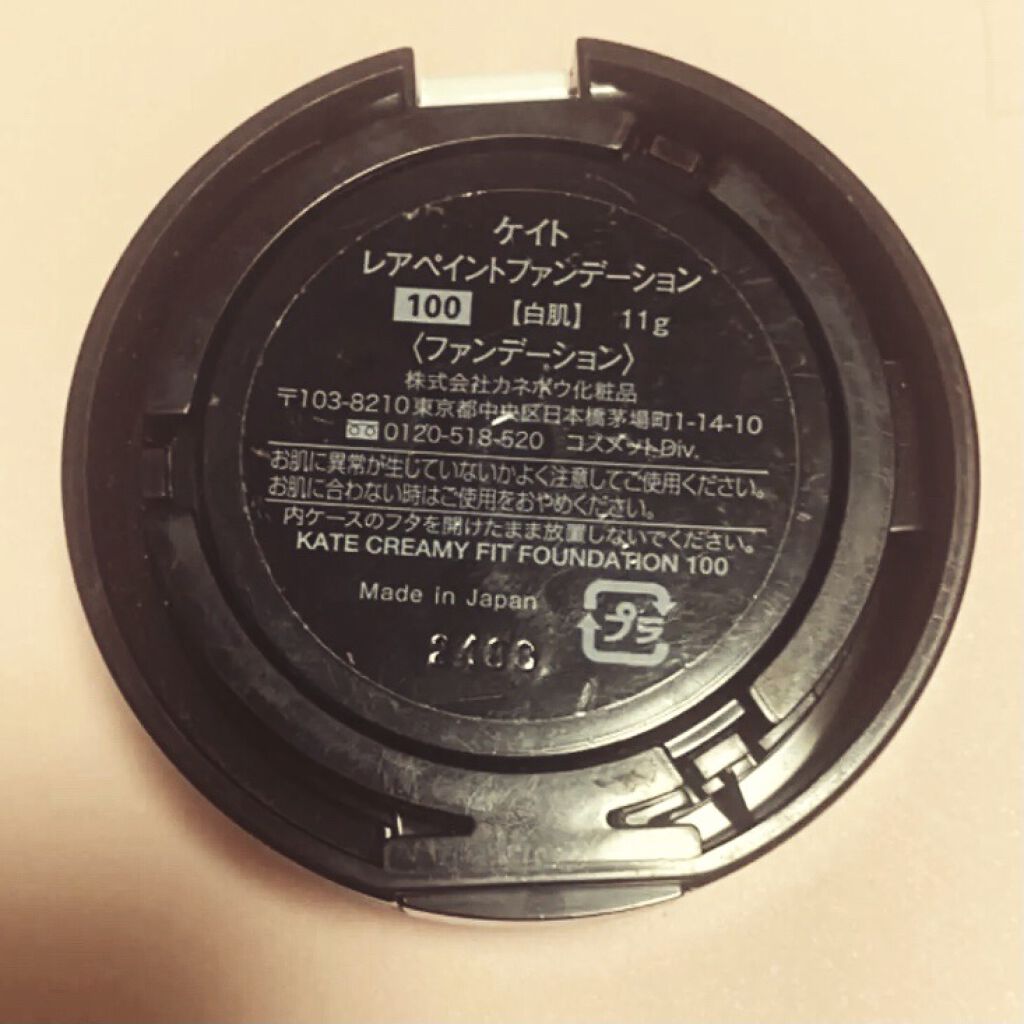 ケイト
レアペイントファンデーション
100 【白肌】 11g
〈ファンデーション〉
株式会社カネボウ化粧品
〒103-8210東京都中央区日本橋茅場町1-14-10
0120-518-520 コスメットDiv.
お肌に異常が生じていないかよく注意してご使用ください。
お肌に合わない時はご使用をおやめください。
内ケースのフタを開けたまま放置しないでください。
KATE CREAMY FIT FOUNDATION 100
Made in Japan
プラ